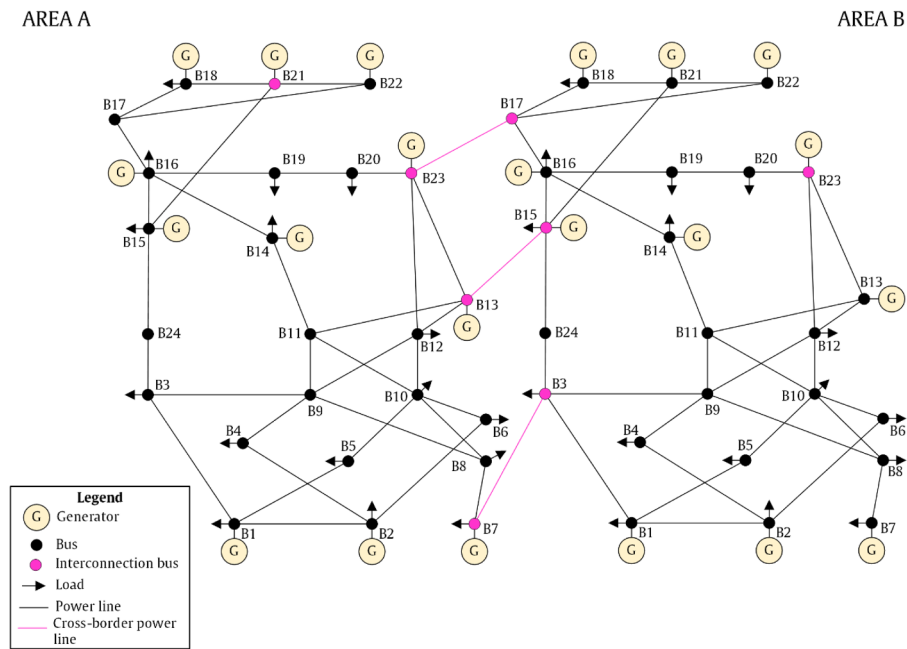 AREA A
AREA B
G G G G G G
B18 B21 B22 B18 B21 B22
B17 B17
G G
B16 B19 B20 B16 B19 B20
G B23 G B23
B15 B15
G G G G
B15 B14 B14
B13 B13
G
B24 B11 B12 G B24 B11 B12
B3 B10 B3 B10
B9 B9
B4 B6 B4 B6
B5 B8 B5 B8
B1 B2 B7 B1 B2 B7
G G G G G G
Legend
G Generator
Bus
Interconnection bus
Load
Power line
Cross-border power
line